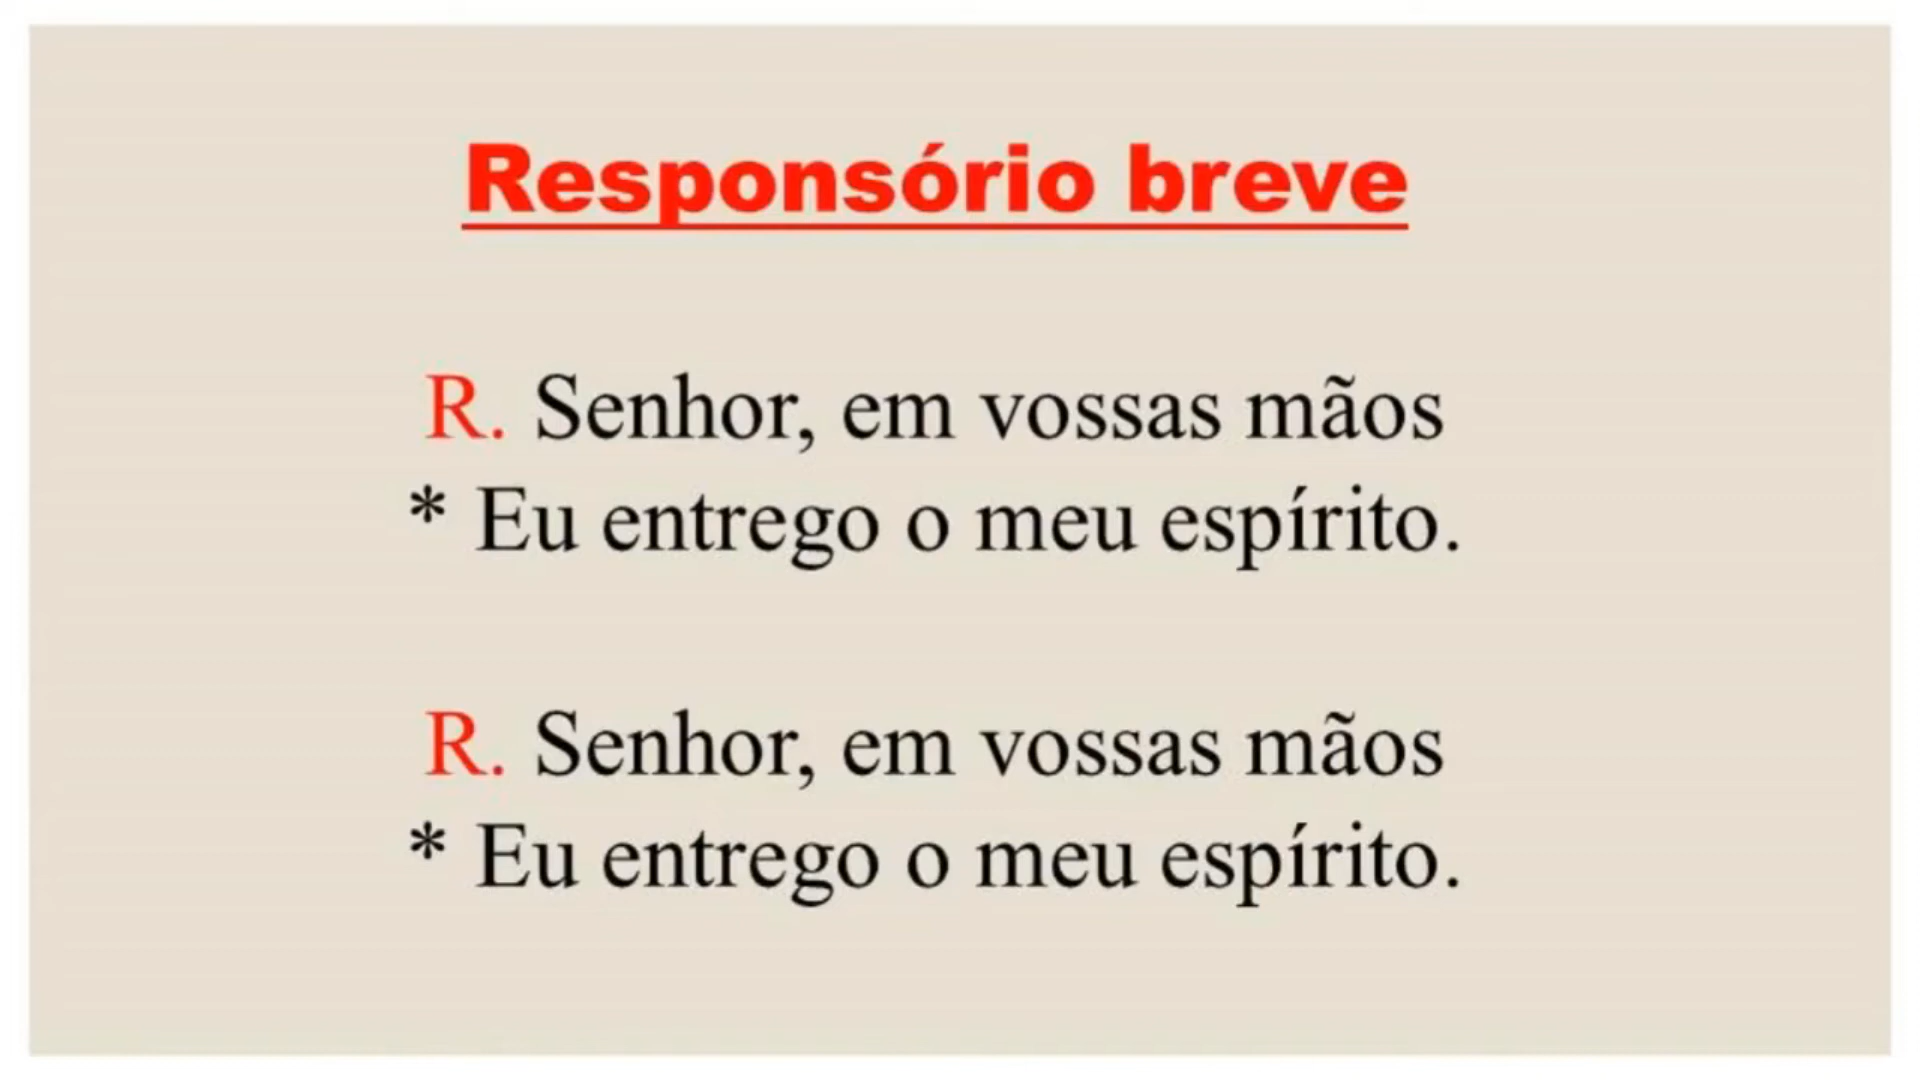 Responsório breve
R. Senhor, em vossas mãos
* Eu entrego o meu espírito.
R. Senhor, em vossas mãos
* Eu entrego o meu espírito.